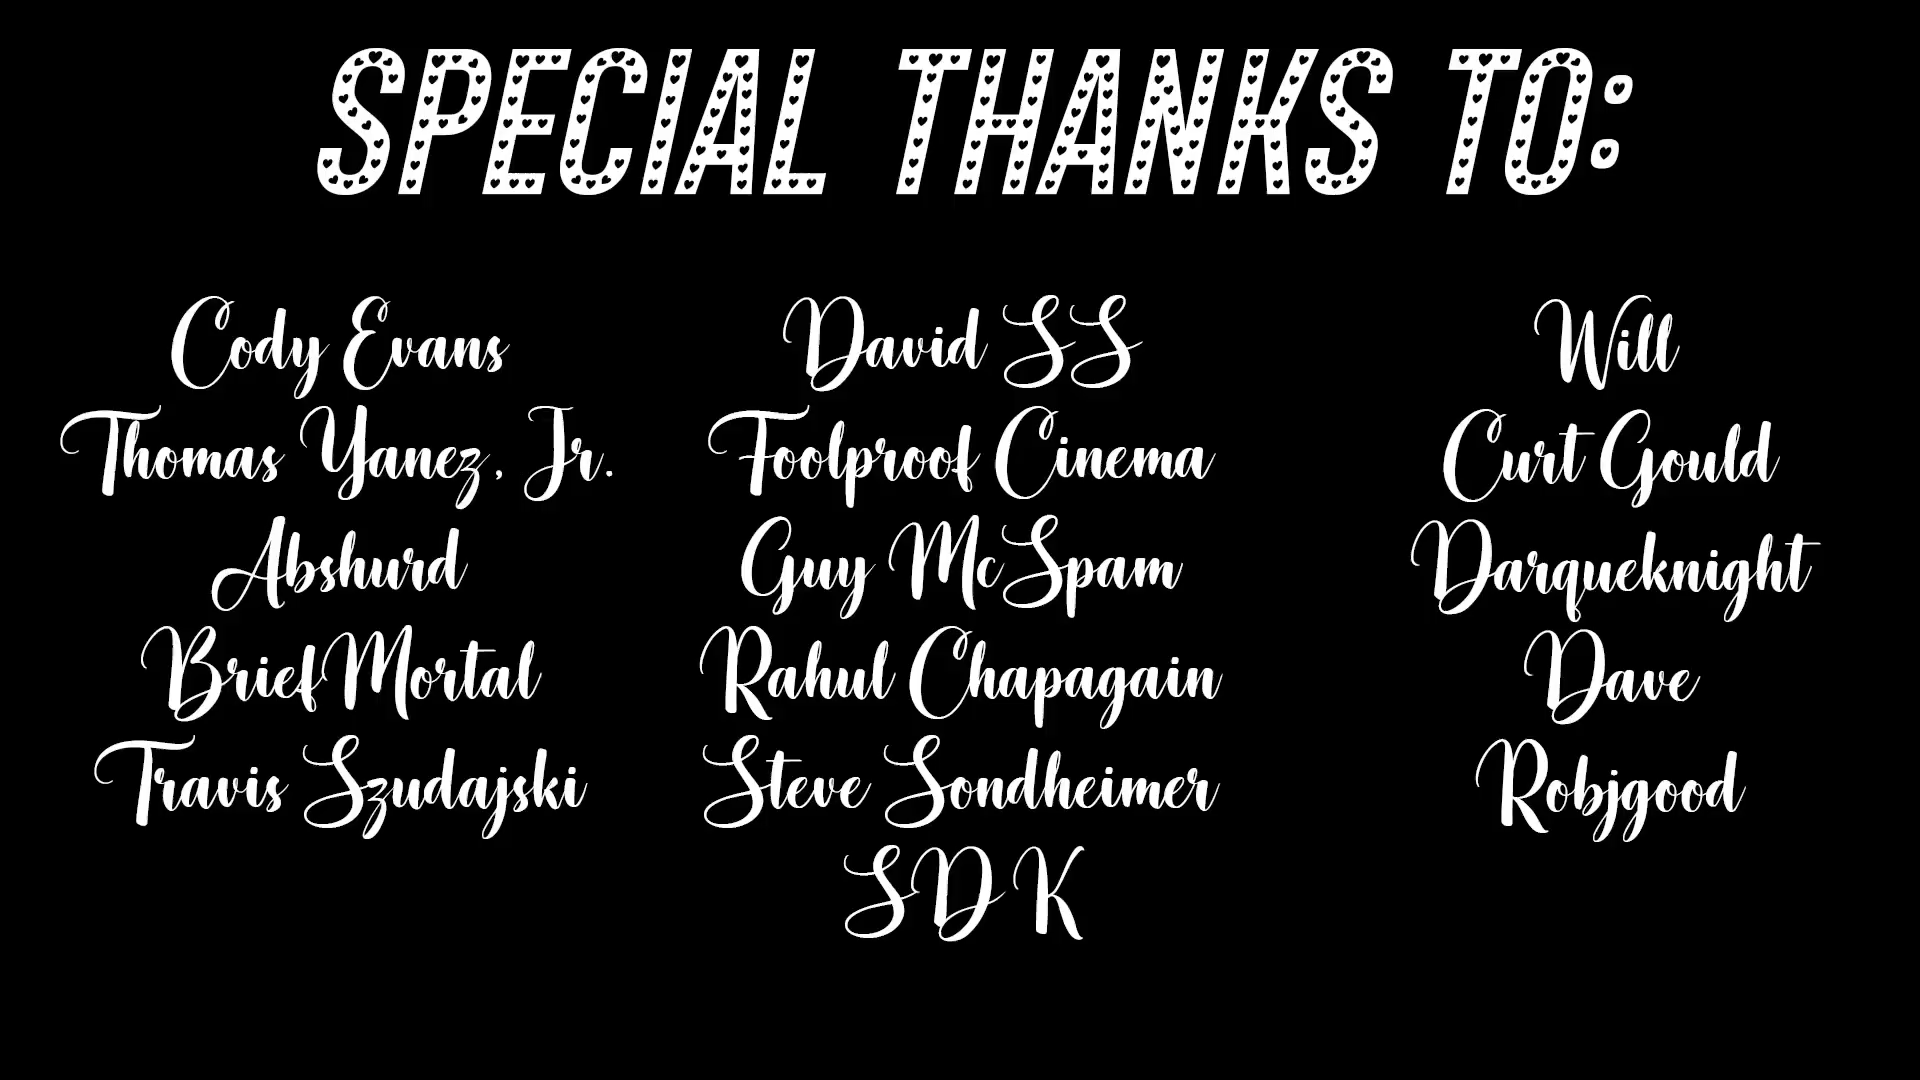 SPECIAL THANKS TO:
Cody Evans
Thomas Yanez, Jr.
Abshurd
BriefMortal
Travis Szudajski
David SS
Foolproof Cinema
Guy McSpam
Rahul Chapagain
Steve Sondheimer
SDK
Will
Curt Gould
Darqueknight
Dave
Robjgood